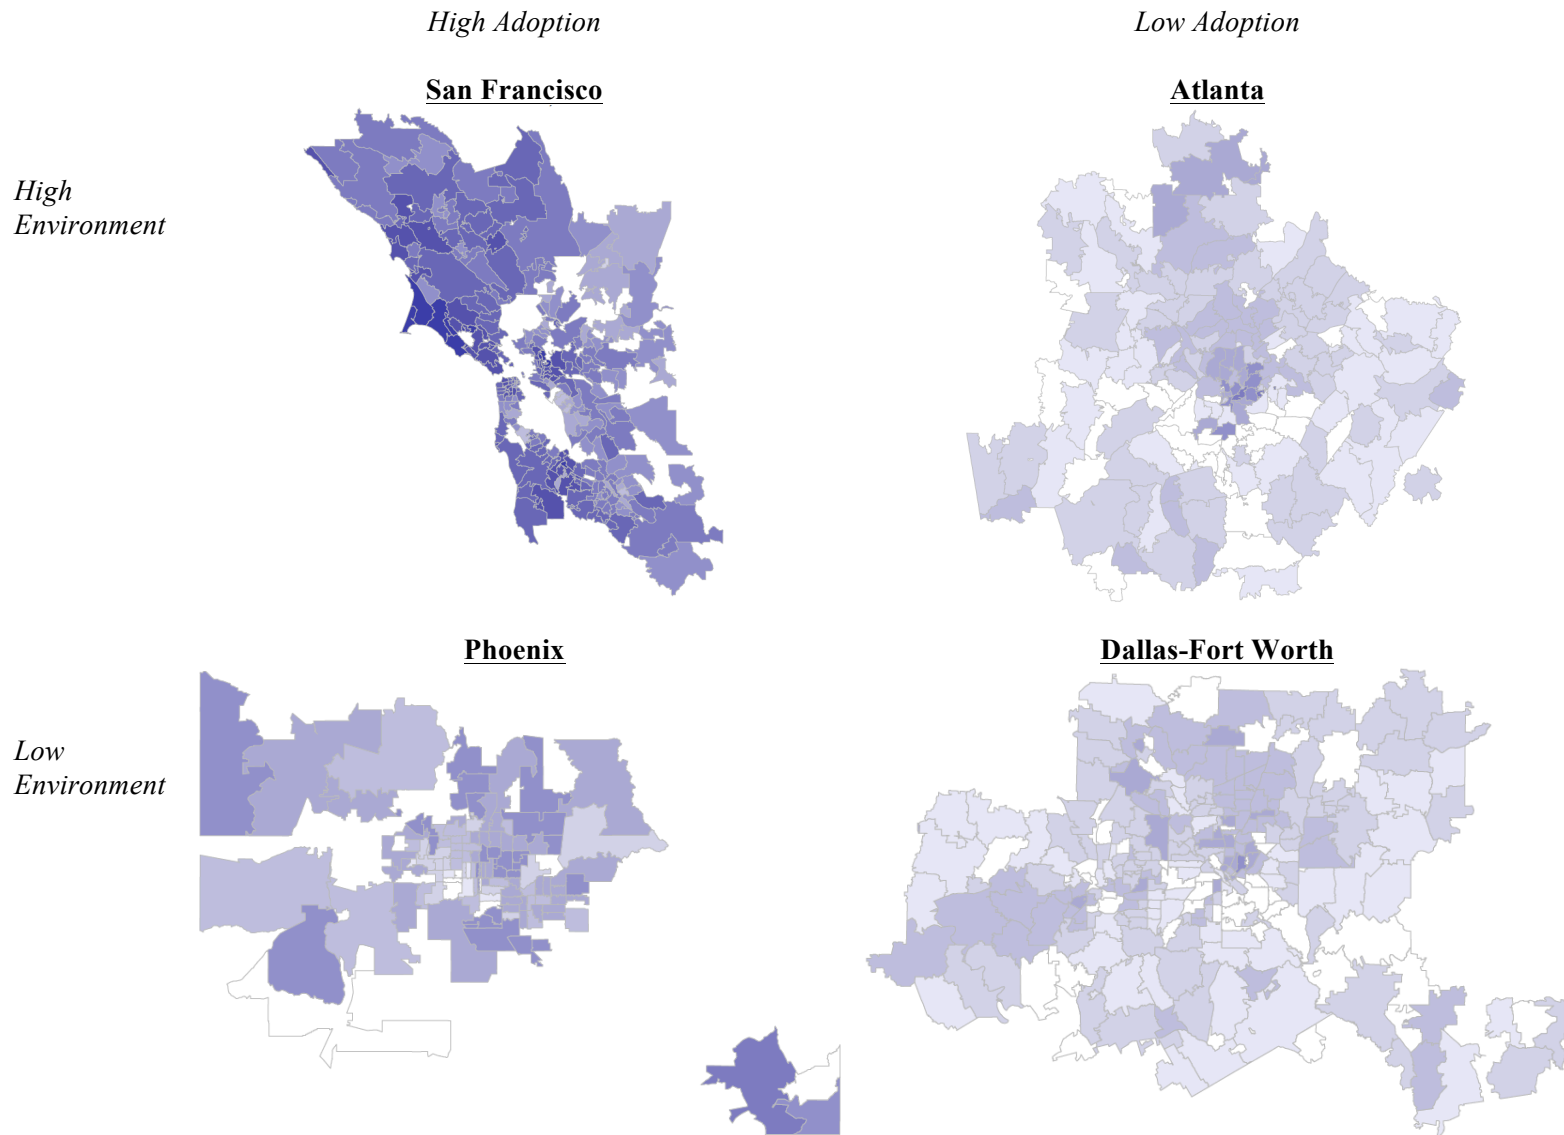 High Adoption
Low Adoption
San Francisco
Atlanta
High
Environment
Phoenix
Dallas-Fort Worth
Low
Environment